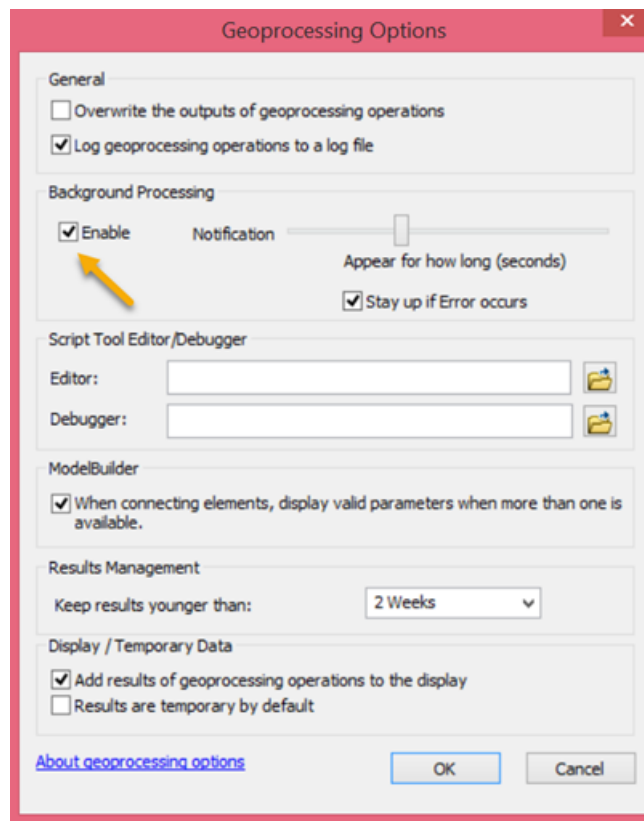 Geoprocessing Options
General
Overwrite the outputs of geoprocessing operations
Log geoprocessing operations to a log file
Background Processing
Enable
Notification
Appear for how long (seconds)
Stay up if Error occurs
Script Tool Editor/Debugger
Editor:
Debugger:
ModelBuilder
When connecting elements, display valid parameters when more than one is
available.
Results Management
Keep results younger than: 2 Weeks
Display / Temporary Data
Add results of geoprocessing operations to the display
Results are temporary by default
About geoprocessing options
OK
Cancel